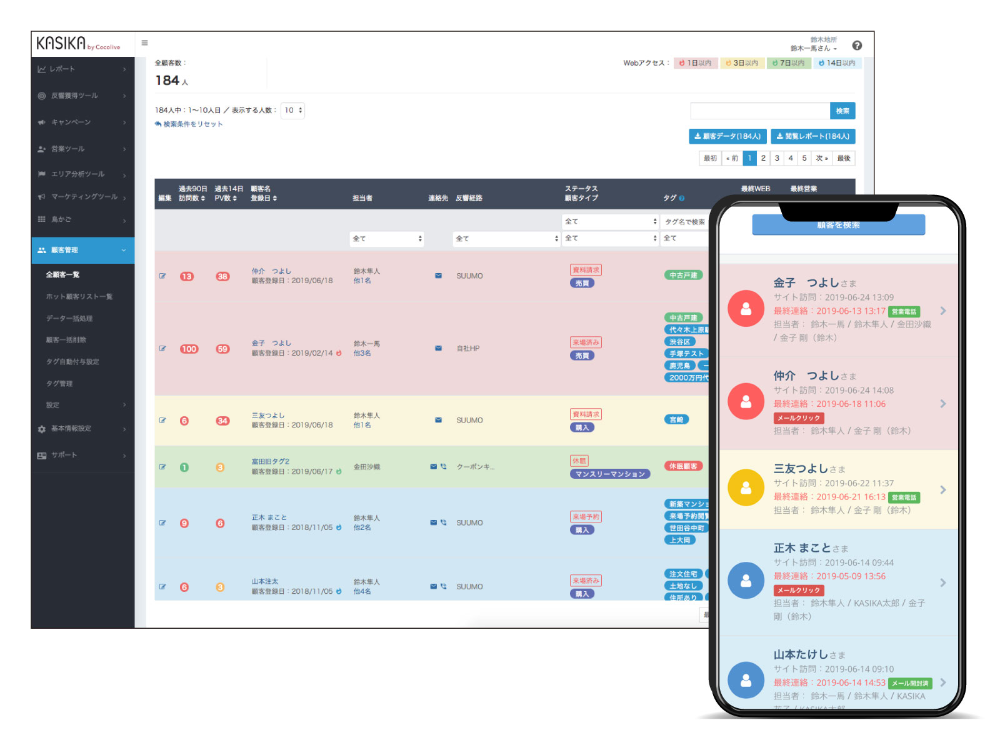 KASIKA by Cocolive
鈴木地所
鈴木一馬さん
レポート
反響獲得ツール
キャンペーン
営業ツール
エリア分析ツール
マーケティングツール
鳥かご
顧客管理
全顧客一覧
ホット顧客リスト一覧
データ一括処理
顧客一括削除
タグ自動付与設定
タグ管理
設定
基本情報設定
サポート
全顧客数：
184 人
Webアクセス： 1日以内 3日以内 7日以内 14日以内
184人中：1〜10人目 / 表示する人数： 10
検索条件をリセット
検索
顧客データ(184人) 閲覧レポート(184人)
最初 « 前 1 2 3 4 5 次 » 最後
編集 過去90日 訪問数 過去14日 PV数 顧客名 登録日 担当者 連絡先 反響経路 ステータス 顧客タイプ タグ 最終WEB 最終営業
全て タグ名で検索
全て 全て 全て 全て
13 38 仲介　つよし 鈴木隼人 SUUMO 資料請求 中古戸建
顧客登録日：2019/06/18 他1名 売買
中古戸建
代々木上原
100 59 金子　つよし 鈴木一馬 自社HP 来場済み 渋谷区
顧客登録日：2019/02/14 他3名 売買 手塚テスト
鹿児島
2000万円代
6 34 三友つよし 鈴木隼人 SUUMO 資料請求 宮崎
顧客登録日：2019/06/18 他1名 購入
1 3 富田旧タグ2 金田沙織 クーポンキ... 休眠 休眠顧客
顧客登録日：2019/06/17 マンスリーマンション
新築マンショ
9 6 正木 まこと 鈴木隼人 SUUMO 来場予約 来場予約閲覧
顧客登録日：2018/11/05 他2名 購入 世田谷中町
上大岡
6 3 山本注太 鈴木隼人 SUUMO 来場済み 注文住宅
顧客登録日：2018/11/05 他4名 購入 土地なし
住所あり
顧客を検索
金子　つよしさま
サイト訪問：2019-06-24 13:09
最終連絡：2019-06-13 13:17 営業電話
担当者： 鈴木一馬 / 鈴木隼人 / 金田沙織
/ 金子 剛（鈴木）
仲介　つよしさま
サイト訪問：2019-06-24 14:08
最終連絡：2019-06-18 11:06
メールクリック
担当者： 鈴木隼人 / 金子 剛（鈴木）
三友つよしさま
サイト訪問：2019-06-22 11:37
最終連絡：2019-06-21 16:13 営業電話
担当者： 鈴木隼人 / 金子 剛（鈴木）
正木 まことさま
サイト訪問：2019-06-14 09:44
最終連絡：2019-05-09 13:56
メールクリック
担当者： 鈴木隼人 / KASIKA太郎 / 金子
剛（鈴木）
山本たけしさま
サイト訪問：2019-06-14 09:10
最終連絡：2019-06-14 14:53 メール開封済
担当者： 鈴木一馬 / 鈴木隼人 / KASIKA
花子 / KASIKA太郎